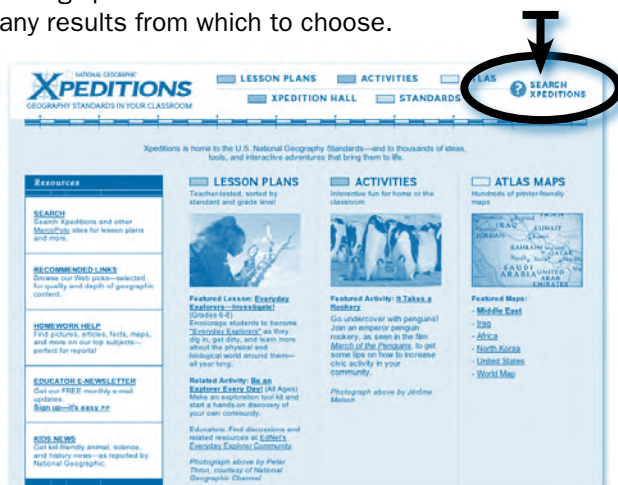 any results from which to choose.
NATIONAL GEOGRAPHIC
XPEDITIONS
GEOGRAPHY STANDARDS IN YOUR CLASSROOM
LESSON PLANS
ACTIVITIES
ATLAS
XPEDITION HALL
STANDARDS
? SEARCH
XPEDITIONS
Xpeditions is home to the U.S. National Geography Standards—and to thousands of ideas,
tools, and interactive adventures that bring them to life.
Resources
SEARCH
Search Xpeditions and other
MarcoPolo sites for lesson plans
and more.
RECOMMENDED LINKS
Browse our Web picks—selected
for quality and depth of geographic
content.
HOMEWORK HELP
Find pictures, articles, facts, maps,
and more on our top subjects—
perfect for reports!
EDUCATOR E-NEWSLETTER
Get our FREE monthly e-mail
updates.
Sign up—it's easy >>
KIDS NEWS
Get kid-friendly animal, science,
and history news—as reported by
National Geographic.
LESSON PLANS
Teacher-tested, sorted by
standard and grade level
Featured Lesson: Everyday
Explorers—Investigate!
(Grades 6-8)
Encourage students to become
"Everyday Explorers" as they
dig in, get dirty, and learn more
about the physical and
biological world around them—
all year long.
Related Activity: Be an
Explorer Every Day! (All Ages)
Make an exploration tool kit and
start a hands-on discovery of
your own community.
Educators: Find discussions and
related resources at EdNet's
Everyday Explorer Community
Photograph above by Peter
Thron, courtesy of National
Geographic Channel
ACTIVITIES
Interactive fun for home or the
classroom
Featured Activity: It Takes a
Rookery
Go undercover with penguins!
Join an emperor penguin
rookery, as seen in the film
March of the Penguins, to get
some tips on how to increase
civic activity in your
community.
Photograph above by Jérôme
Maison
ATLAS MAPS
Hundreds of printer-friendly
maps
IRAN
IRAQ
KUWAIT
JORDAN
BAHRAIN
QATAR
SAUDI
ARABIA
UNITED
ARAB
EMIRATES
Featured Maps:
- Middle East
- Iraq
- Africa
- North Korea
- United States
- World Map